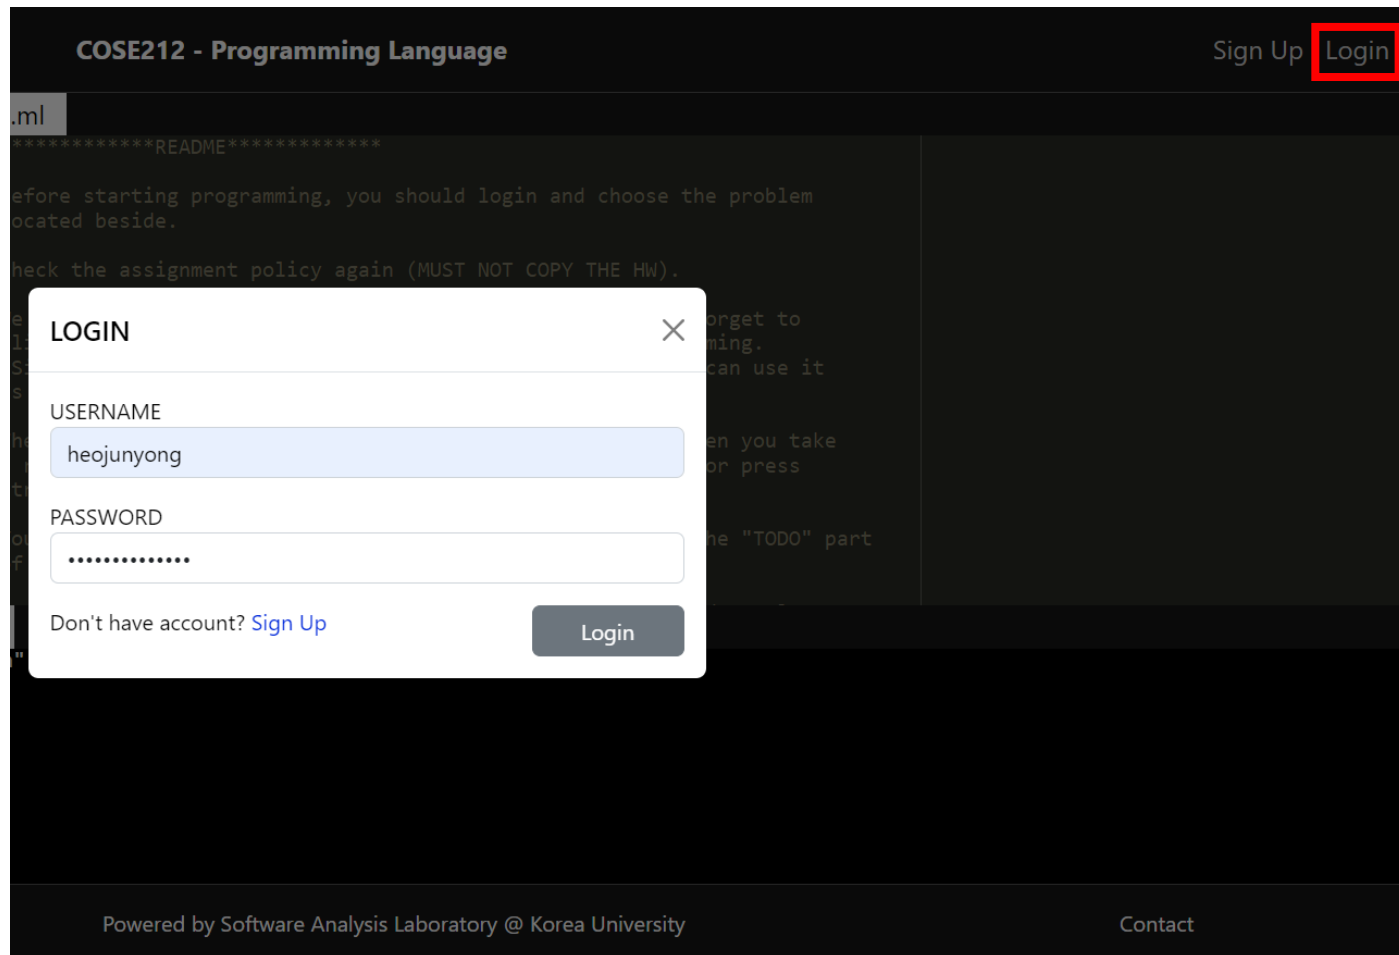 COSE212 - Programming Language
Sign Up Login
.ml
*************README*************
efore starting programming, you should login and choose the problem
ocated beside.
heck the assignment policy again (MUST NOT COPY THE HW).
orget to
ming.
can use it
s
LOGIN
USERNAME
heojunyong
en you take
or press
PASSWORD
••••••••••••••
he "TODO" part
f
Don't have account? Sign Up
Login
"
Powered by Software Analysis Laboratory @ Korea University
Contact